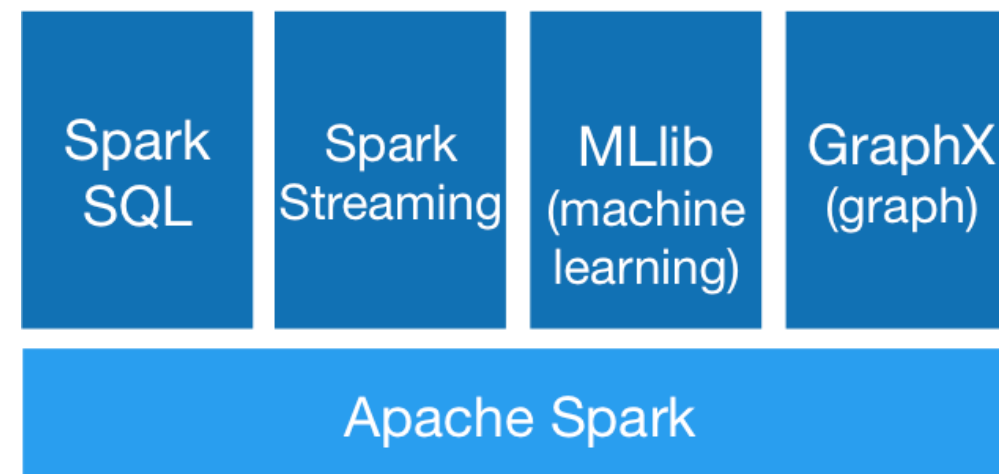 Spark
SQL
Spark
Streaming
MLlib
(machine
learning)
GraphX
(graph)
Apache Spark